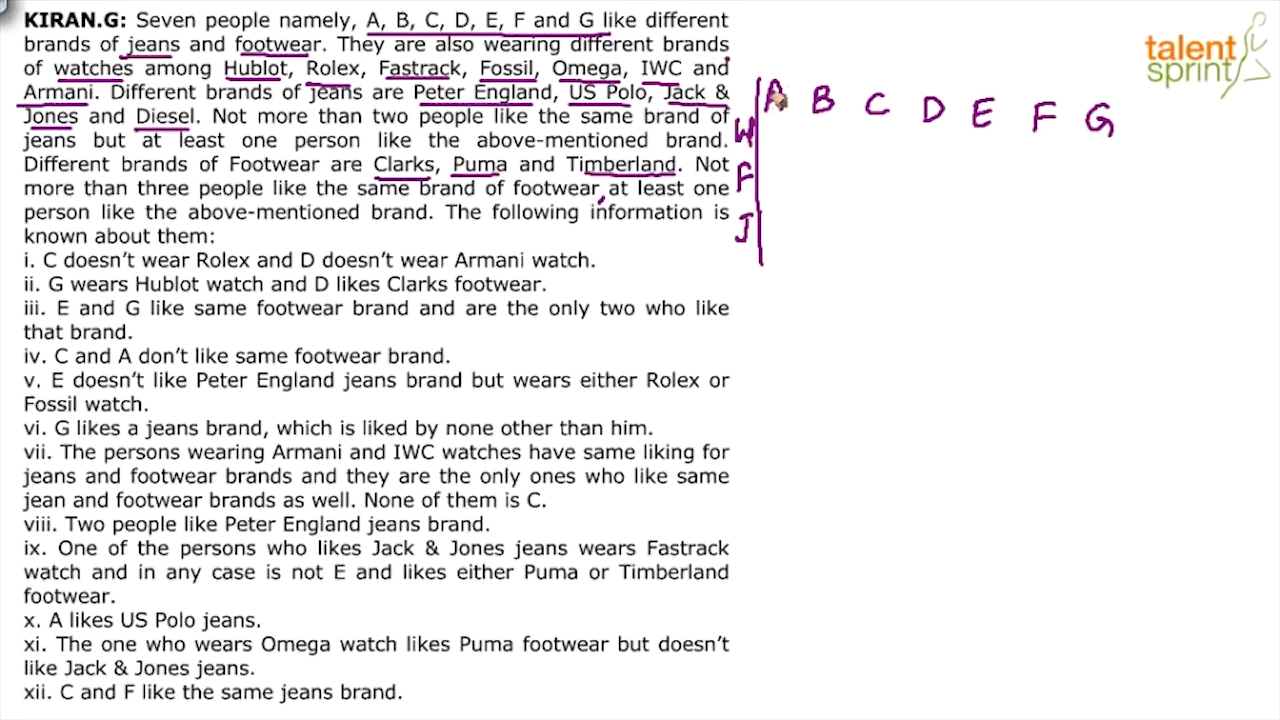 KIRAN.G: Seven people namely, A, B, C, D, E, F and G like different
brands of jeans and footwear. They are also wearing different brands
of watches among Hublot, Rolex, Fastrack, Fossil, Omega, IWC and
Armani. Different brands of jeans are Peter England, US Polo, Jack &
Jones and Diesel. Not more than two people like the same brand of
jeans but at least one person like the above-mentioned brand.
Different brands of Footwear are Clarks, Puma and Timberland. Not
more than three people like the same brand of footwear, at least one
person like the above-mentioned brand. The following information is
known about them:
i. C doesn't wear Rolex and D doesn't wear Armani watch.
ii. G wears Hublot watch and D likes Clarks footwear.
iii. E and G like same footwear brand and are the only two who like
that brand.
iv. C and A don't like same footwear brand.
v. E doesn't like Peter England jeans brand but wears either Rolex or
Fossil watch.
vi. G likes a jeans brand, which is liked by none other than him.
vii. The persons wearing Armani and IWC watches have same liking for
jeans and footwear brands and they are the only ones who like same
jean and footwear brands as well. None of them is C.
viii. Two people like Peter England jeans brand.
ix. One of the persons who likes Jack & Jones jeans wears Fastrack
watch and in any case is not E and likes either Puma or Timberland
footwear.
x. A likes US Polo jeans.
xi. The one who wears Omega watch likes Puma footwear but doesn't
like Jack & Jones jeans.
xii. C and F like the same jeans brand.
talent
sprint
A B C D E F G
W
F
J